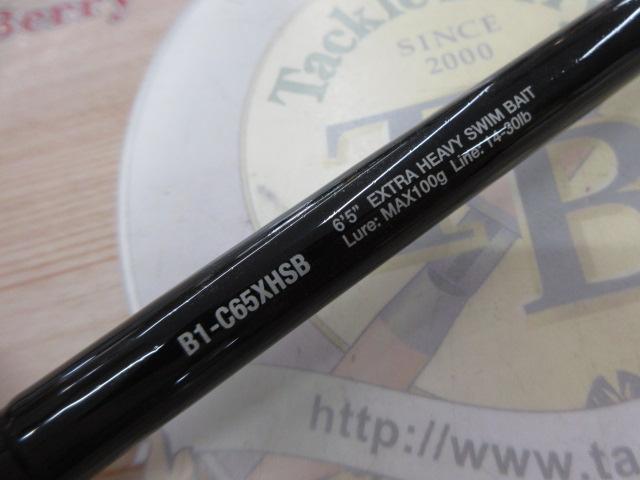 Berry
Tackle
SINCE
2000
TB
6'5" EXTRA HEAVY SWIM BAIT
Lure: MAX100g Line: 14-30lb
B1-C65XHSB
http://www.ta